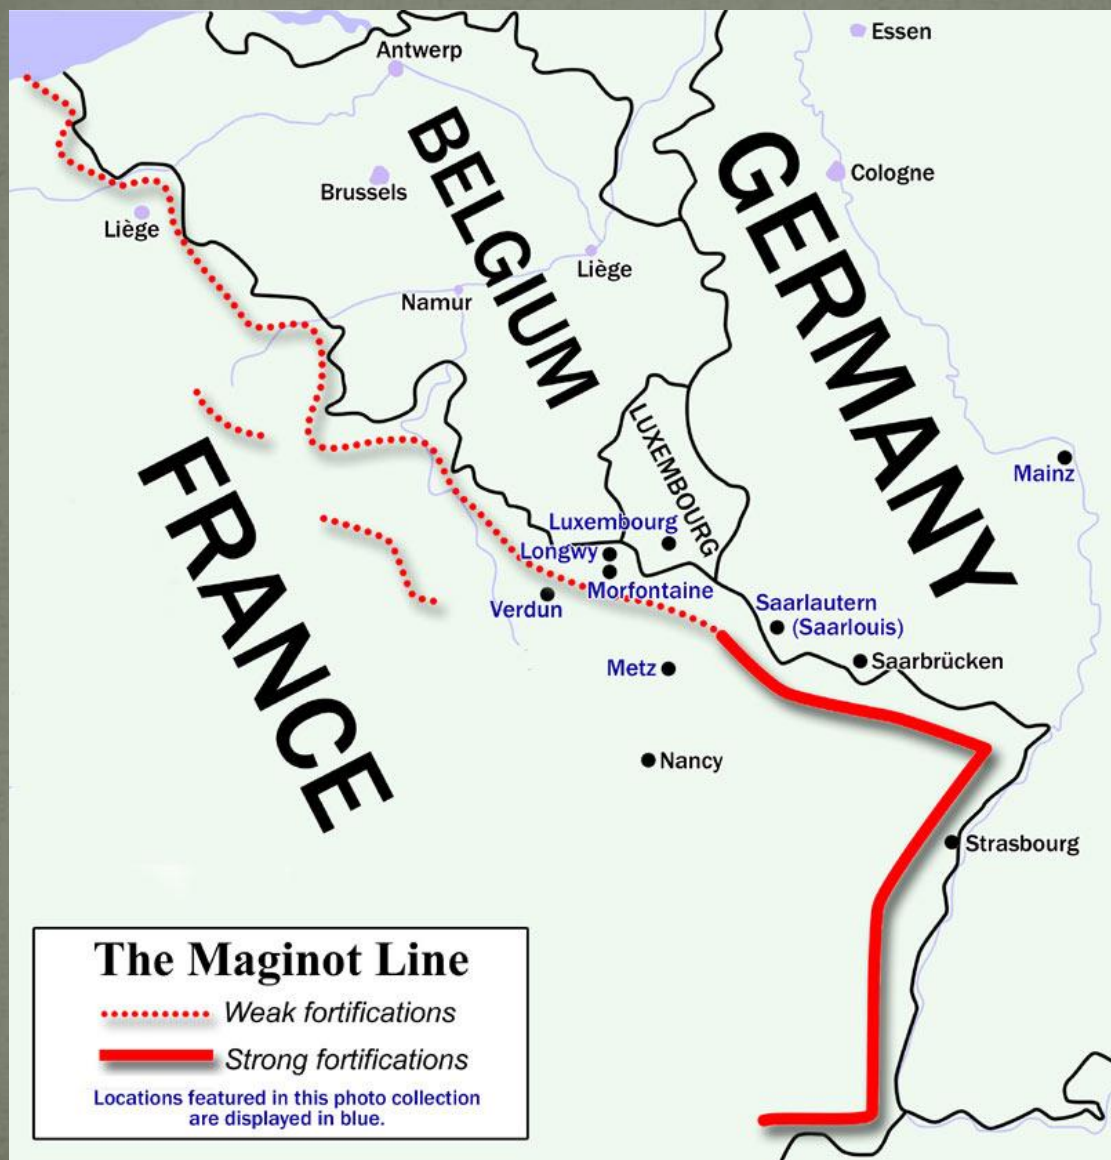 Essen
Antwerp
BELGIUM
GERMANY
Cologne
Brussels
Liège
Liège
Namur
FRANCE
LUXEMBOURG
Mainz
Luxembourg
Longwy
Morfontaine
Verdun
Saarlautern
(Saarlouis)
Saarbrücken
Metz
Nancy
Strasbourg
The Maginot Line
Weak fortifications
Strong fortifications
Locations featured in this photo collection
are displayed in blue.